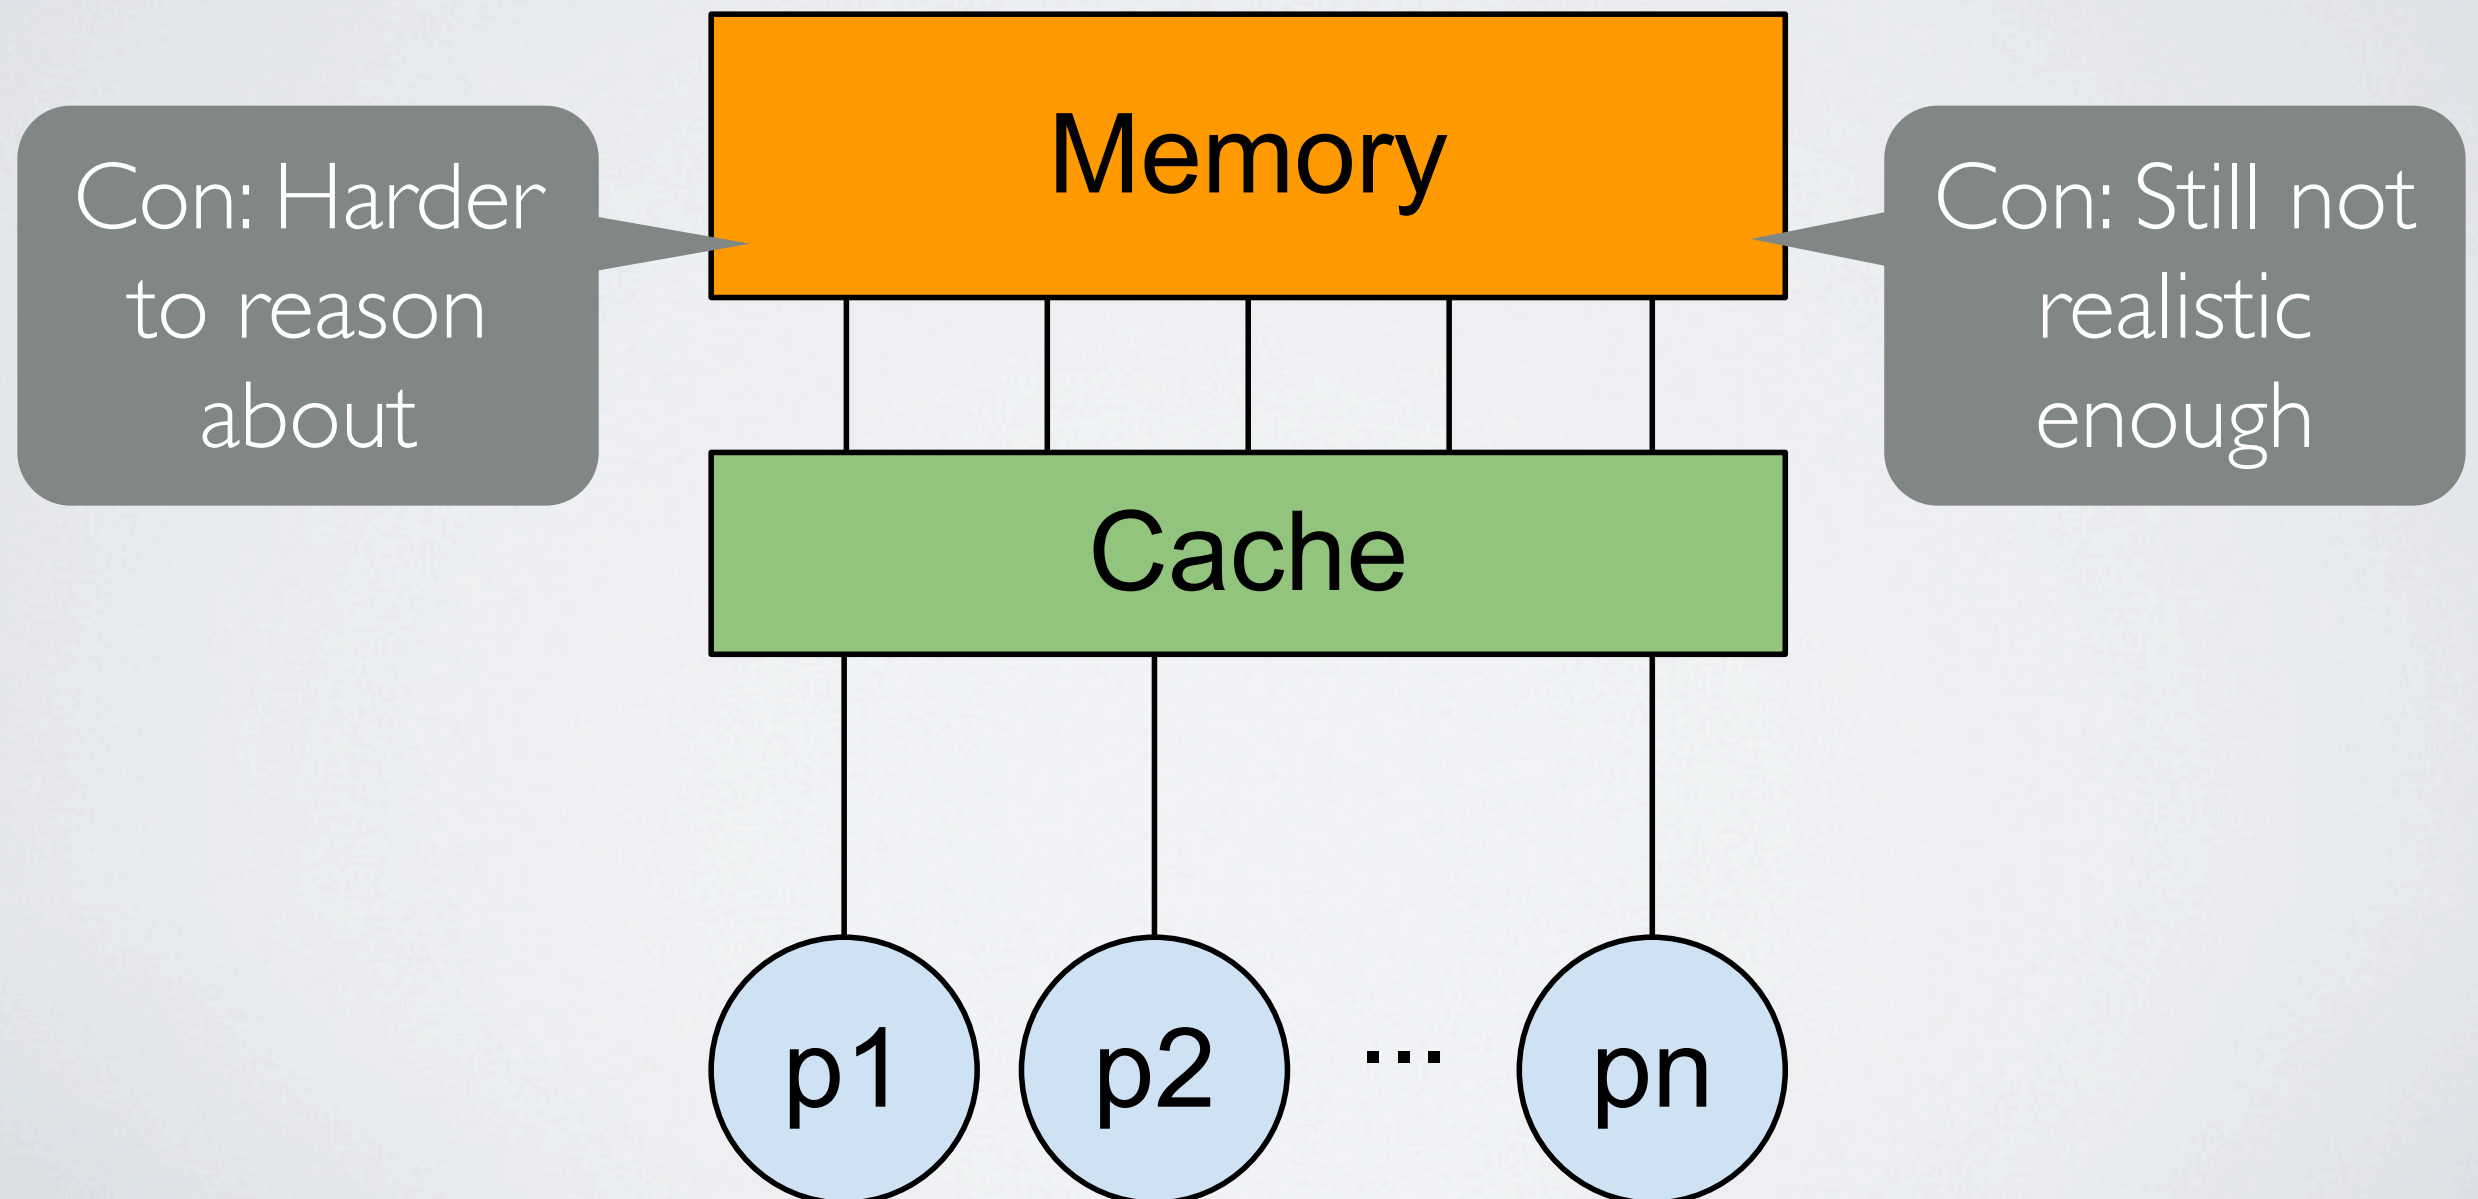 Memory
Con: Harder
to reason
about
Con: Still not
realistic
enough
Cache
p1 p2 ... pn